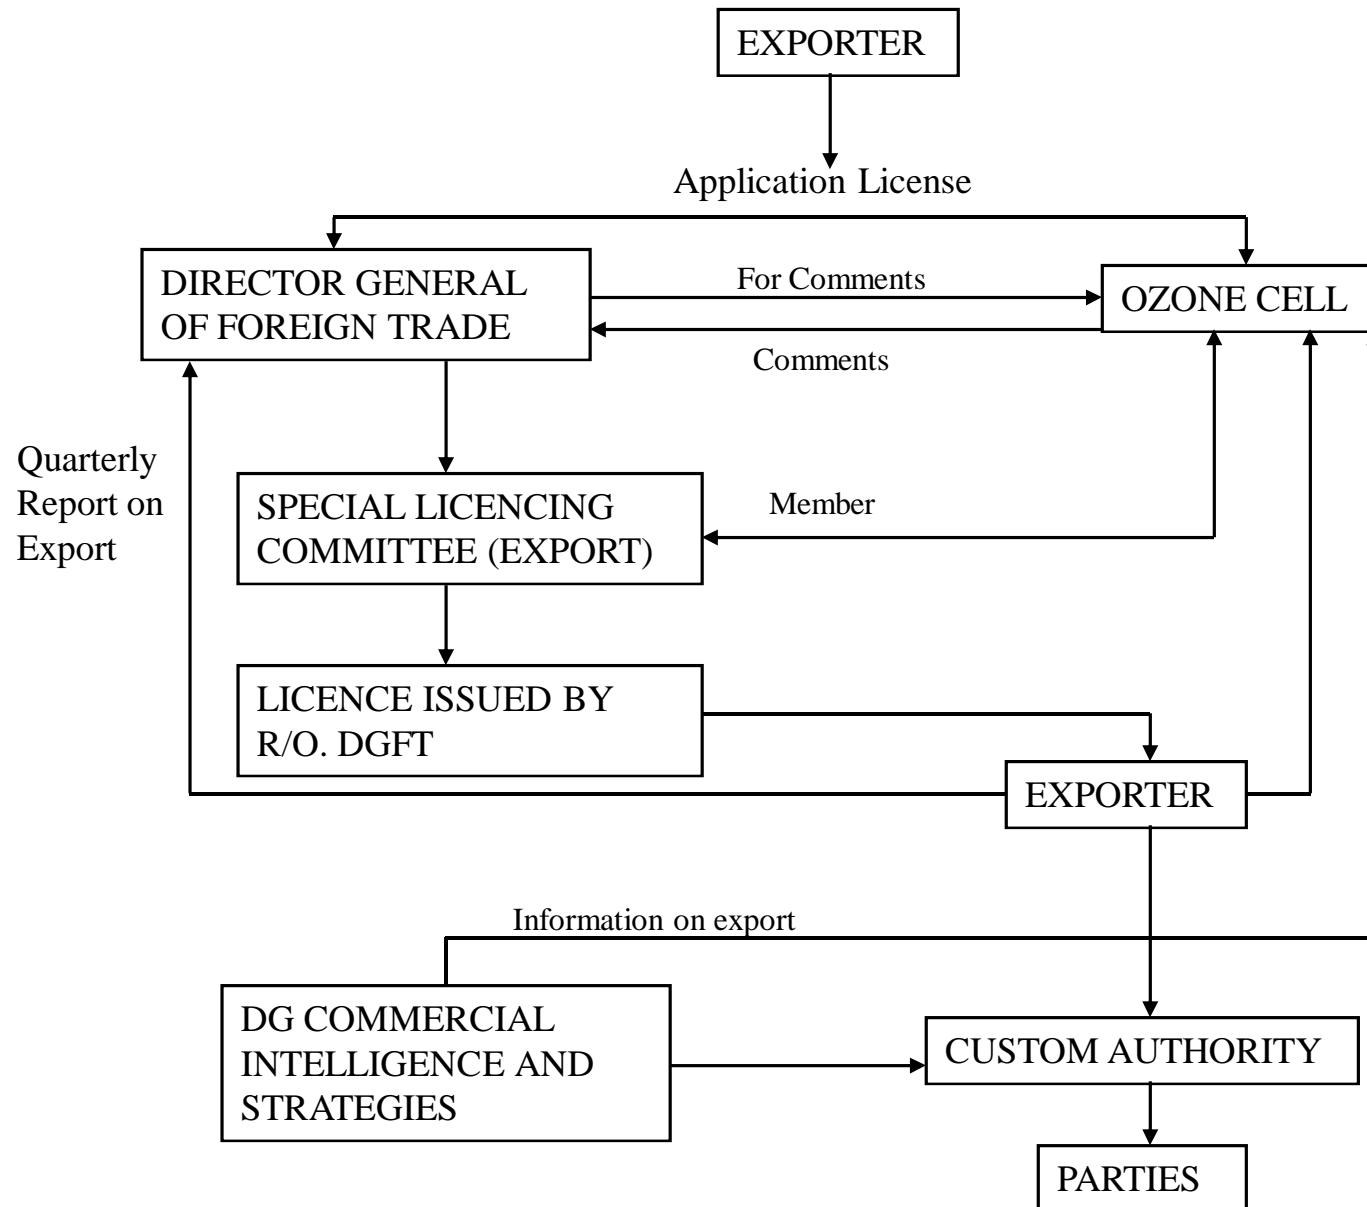 EXPORTER
Application License
DIRECTOR GENERAL
OF FOREIGN TRADE
For Comments
OZONE CELL
Comments
Quarterly
Report on
Export
SPECIAL LICENCING
COMMITTEE (EXPORT)
Member
LICENCE ISSUED BY
R/O. DGFT
EXPORTER
Information on export
DG COMMERCIAL
INTELLIGENCE AND
STRATEGIES
CUSTOM AUTHORITY
PARTIES